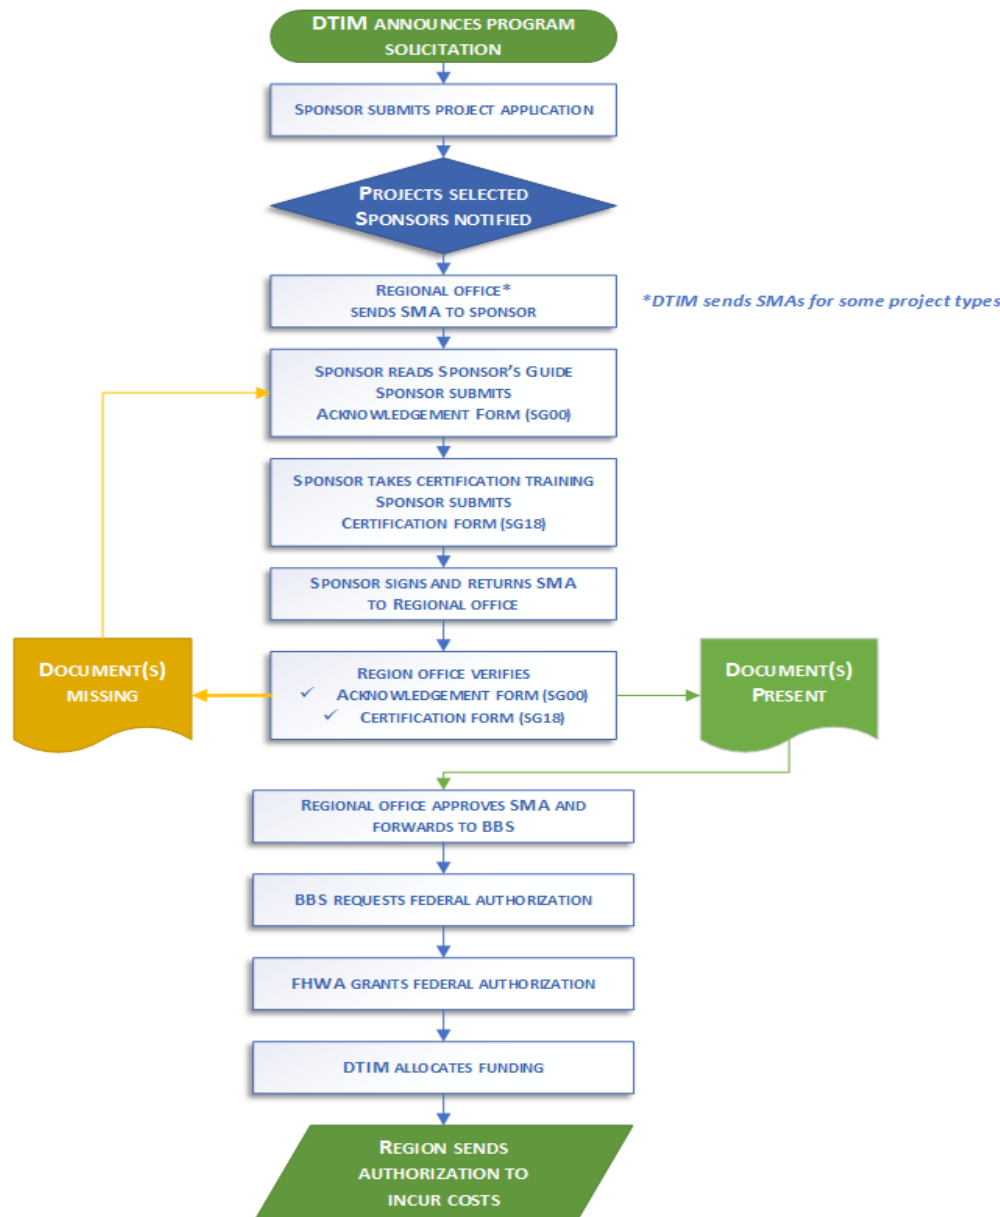 DTIM ANNOUNCES PROGRAM
SOLICITATION
SPONSOR SUBMITS PROJECT APPLICATION
PROJECTS SELECTED
SPONSORS NOTIFIED
REGIONAL OFFICE*
SENDS SMA TO SPONSOR
*DTIM sends SMAs for some project types
SPONSOR READS SPONSOR'S GUIDE
SPONSOR SUBMITS
ACKNOWLEDGEMENT FORM (SG00)
SPONSOR TAKES CERTIFICATION TRAINING
SPONSOR SUBMITS
CERTIFICATION FORM (SG18)
SPONSOR SIGNS AND RETURNS SMA
TO REGIONAL OFFICE
DOCUMENT(S)
MISSING
REGION OFFICE VERIFIES
✓ ACKNOWLEDGEMENT FORM (SG00)
✓ CERTIFICATION FORM (SG18)
DOCUMENT(S)
PRESENT
REGIONAL OFFICE APPROVES SMA AND
FORWARDS TO BBS
BBS REQUESTS FEDERAL AUTHORIZATION
FHWA GRANTS FEDERAL AUTHORIZATION
DTIM ALLOCATES FUNDING
REGION SENDS
AUTHORIZATION TO
INCUR COSTS